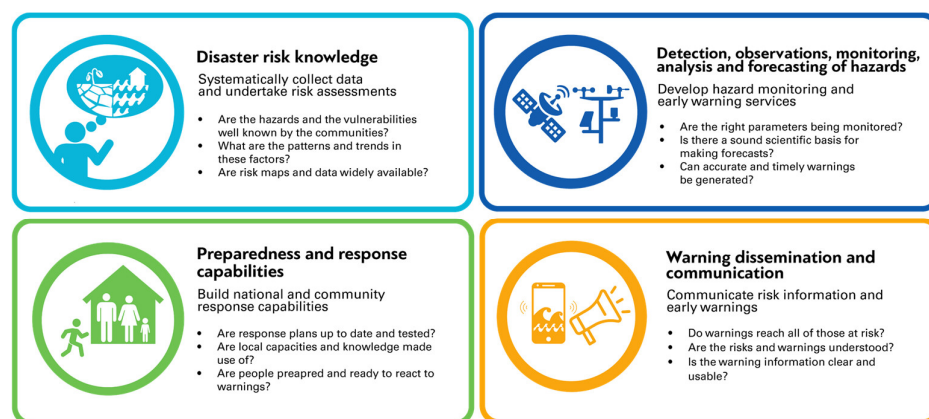 Disaster risk knowledge
Systematically collect data
and undertake risk assessments
• Are the hazards and the vulnerabilities
well known by the communities?
• What are the patterns and trends in
these factors?
• Are risk maps and data widely available?
Detection, observations, monitoring,
analysis and forecasting of hazards
Develop hazard monitoring and
early warning services
• Are the right parameters being monitored?
• Is there a sound scientific basis for
making forecasts?
• Can accurate and timely warnings
be generated?
Preparedness and response
capabilities
Build national and community
response capabilities
• Are response plans up to date and tested?
• Are local capacities and knowledge made
use of?
• Are people preapred and ready to react to
warnings?
Warning dissemination and
communication
Communicate risk information and
early warnings
• Do warnings reach all of those at risk?
• Are the risks and warnings understood?
• Is the warning information clear and
usable?